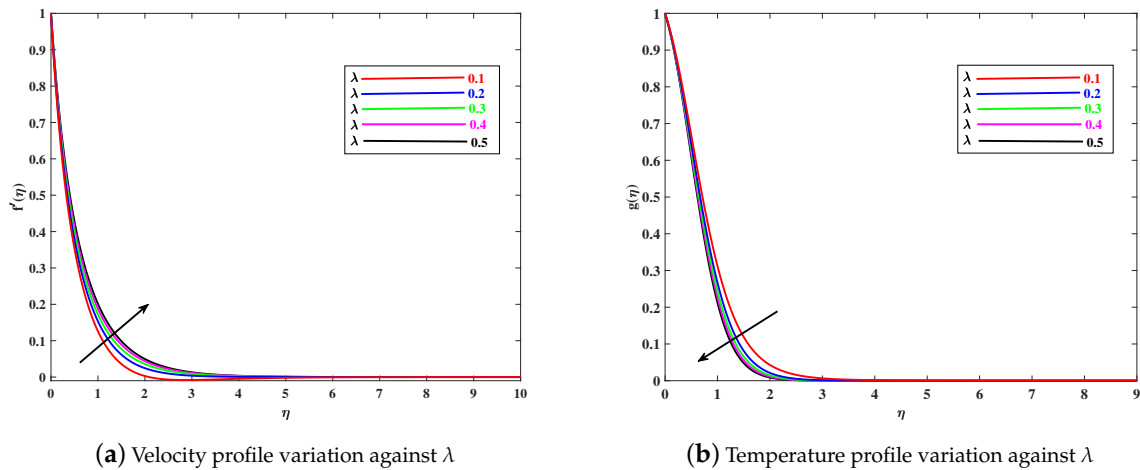 1
0.9
0.8
0.7
0.6
0.5
0.4
0.3
0.2
0.1
0
f'(η)
0 1 2 3 4 5 6 7 8 9 10
η
λ 0.1
λ 0.2
λ 0.3
λ 0.4
λ 0.5
(a) Velocity profile variation against λ
1
0.9
0.8
0.7
0.6
0.5
0.4
0.3
0.2
0.1
0
g(η)
0 1 2 3 4 5 6 7 8 9
η
λ 0.1
λ 0.2
λ 0.3
λ 0.4
λ 0.5
(b) Temperature profile variation against λ